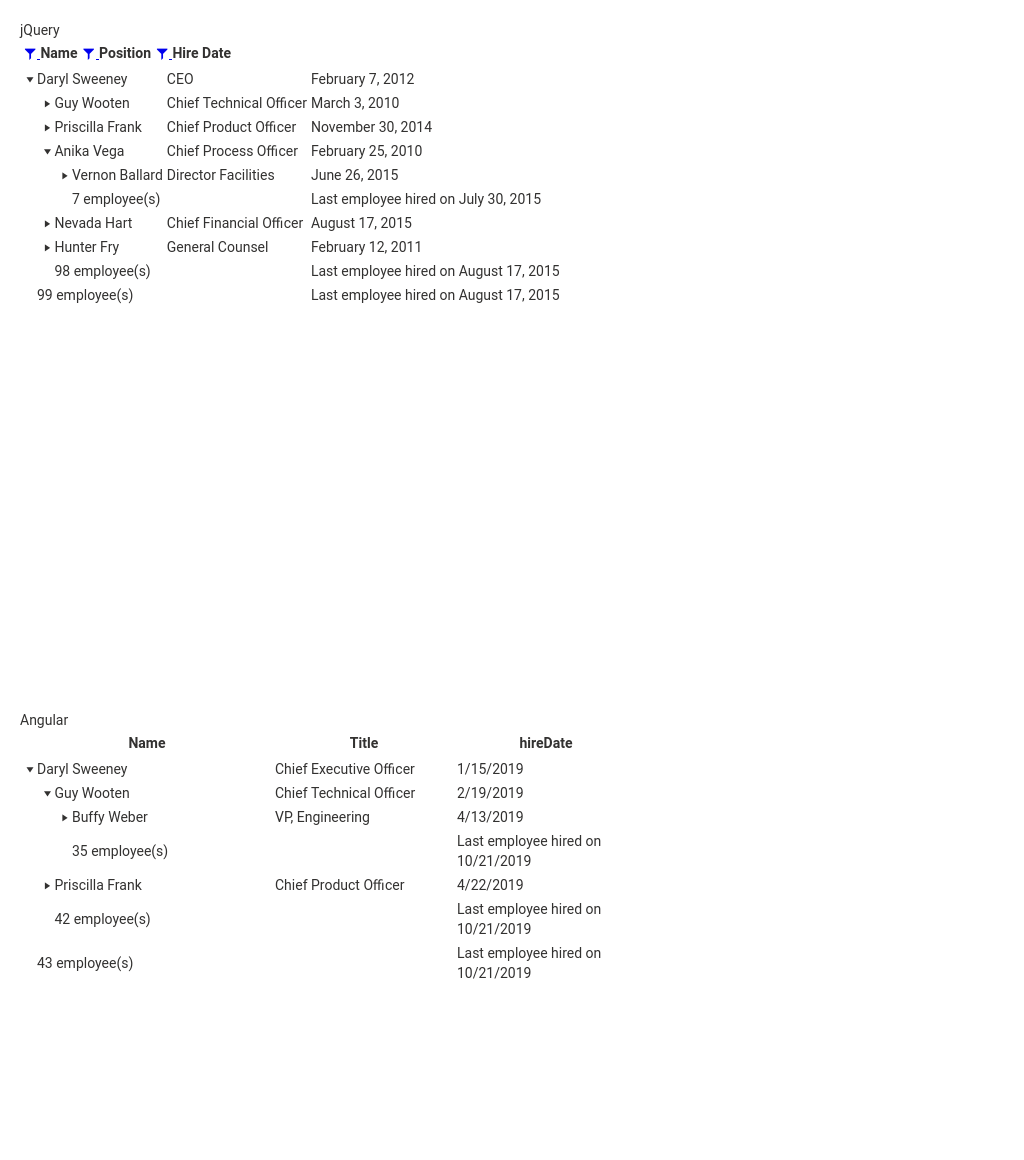 jQuery
Name Position Hire Date
Daryl Sweeney CEO February 7, 2012
Guy Wooten Chief Technical Officer March 3, 2010
Priscilla Frank Chief Product Officer November 30, 2014
Anika Vega Chief Process Officer February 25, 2010
Vernon Ballard Director Facilities June 26, 2015
7 employee(s) Last employee hired on July 30, 2015
Nevada Hart Chief Financial Officer August 17, 2015
Hunter Fry General Counsel February 12, 2011
98 employee(s) Last employee hired on August 17, 2015
99 employee(s) Last employee hired on August 17, 2015
Angular
Name Title hireDate
Daryl Sweeney Chief Executive Officer 1/15/2019
Guy Wooten Chief Technical Officer 2/19/2019
Buffy Weber VP, Engineering 4/13/2019
35 employee(s) Last employee hired on
10/21/2019
Priscilla Frank Chief Product Officer 4/22/2019
42 employee(s) Last employee hired on
10/21/2019
43 employee(s) Last employee hired on
10/21/2019